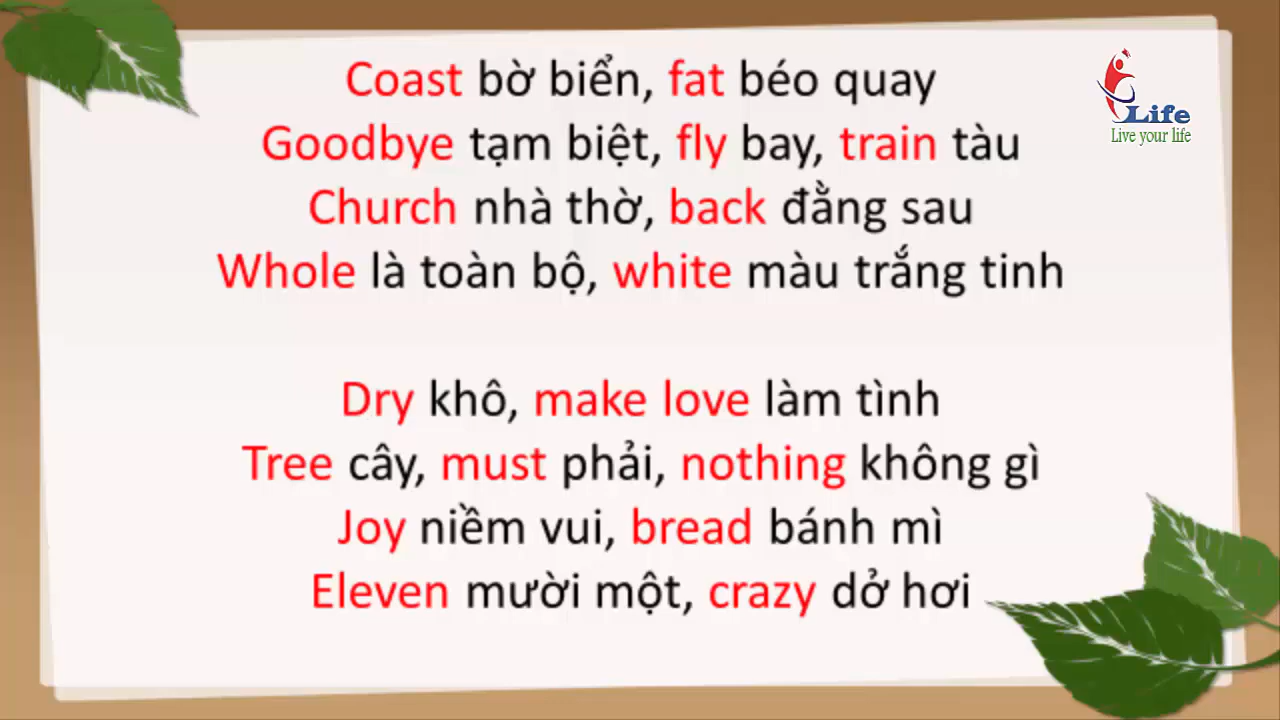 Coast bờ biển, fat béo quay
Goodbye tạm biệt, fly bay, train tàu
Church nhà thờ, back đằng sau
Whole là toàn bộ, white màu trắng tinh
Dry khô, make love làm tình
Tree cây, must phải, nothing không gì
Joy niềm vui, bread bánh mì
Eleven mười một, crazy dở hơi
Life
Live your life